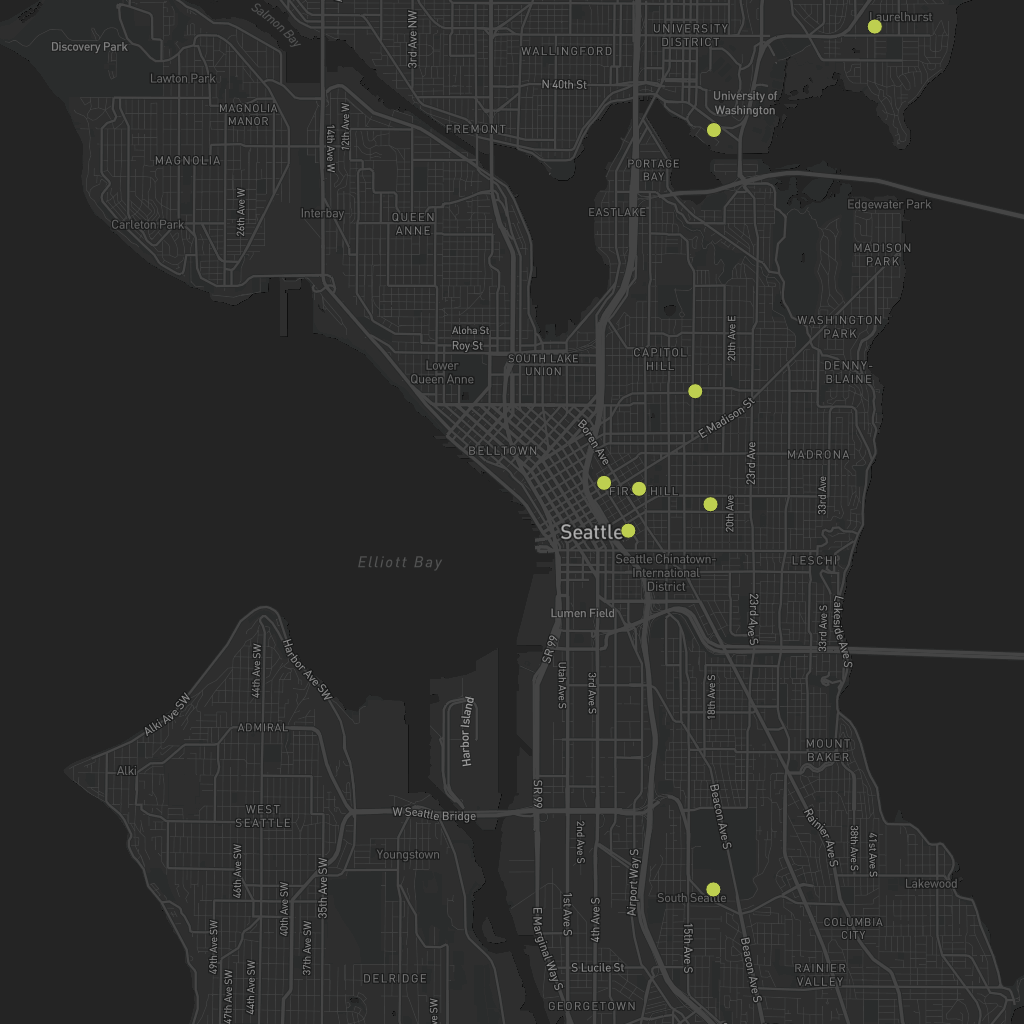 Salmon Bay
3rd Ave NW
Laurelhurst
UNIVERSITY
DISTRICT
Discovery Park
WALLINGFORD
Lawton Park
N 40th St
University of
Washington
MAGNOLIA
MANOR
14th Ave W
12th Ave W
FREMONT
MAGNOLIA
PORTAGE
BAY
26th Ave W
Carleton Park
Interbay
QUEEN
ANNE
EASTLAKE
Edgewater Park
MADISON
PARK
Aloha St
Roy St
WASHINGTON
PARK
20th Ave E
SOUTH LAKE
UNION
CAPITOL
HILL
Lower
Queen Anne
DENNY-
BLAINE
E Madison St
Boren Ave
BELLTOWN
23rd Ave
MADRONA
FIRST HILL
33rd Ave
20th Ave
Seattle
Elliott Bay
Seattle Chinatown-
International
District
LESCHI
Lumen Field
23rd Ave S
33rd Ave S
Lakeside Ave S
SR 99
44th Ave SW
Harbor Ave SW
Utah Ave S
3rd Ave S
18th Ave S
Alki Ave SW
Harbor Island
ADMIRAL
MOUNT
BAKER
Alki
SR 99
WEST
SEATTLE
W Seattle Bridge
Beacon Ave S
Rainier Ave S
2nd Ave S
38th Ave S
41st Ave S
Youngstown
46th Ave SW
35th Ave SW
40th Ave SW
Airport Way S
Lakewood
South Seattle
1st Ave S
4th Ave S
E Marginal Way S
15th Ave S
COLUMBIA
CITY
49th Ave SW
37th Ave SW
Beacon Ave S
S Lucile St
RAINIER
VALLEY
DELRIDGE
44th Ave SW
47th Ave SW
GEORGETOWN